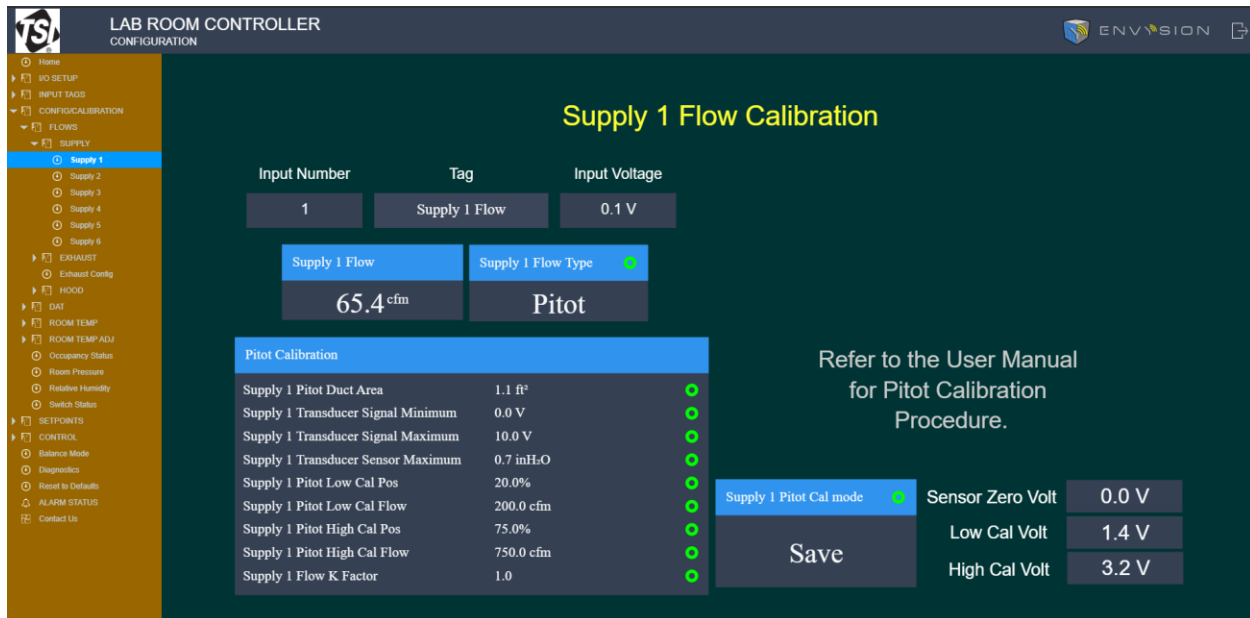 TSI
LAB ROOM CONTROLLER
CONFIGURATION
ENVYSION
Home
I/O SETUP
INPUT TAGS
CONFIG/CALIBRATION
FLOWS
SUPPLY
Supply 1
Supply 2
Supply 3
Supply 4
Supply 5
Supply 6
EXHAUST
Exhaust Config
HOOD
DAT
ROOM TEMP
ROOM TEMP ADJ
Occupancy Status
Room Pressure
Relative Humidity
Switch Status
SETPOINTS
CONTROL
Balance Mode
Diagnostics
Reset to Defaults
ALARM STATUS
Contact Us
Supply 1 Flow Calibration
Input Number Tag Input Voltage
1 Supply 1 Flow 0.1 V
Supply 1 Flow Supply 1 Flow Type
65.4 cfm Pitot
Pitot Calibration
Supply 1 Pitot Duct Area 1.1 ft²
Supply 1 Transducer Signal Minimum 0.0 V
Supply 1 Transducer Signal Maximum 10.0 V
Supply 1 Transducer Sensor Maximum 0.7 inH₂O
Supply 1 Pitot Low Cal Pos 20.0%
Supply 1 Pitot Low Cal Flow 200.0 cfm
Supply 1 Pitot High Cal Pos 75.0%
Supply 1 Pitot High Cal Flow 750.0 cfm
Supply 1 Flow K Factor 1.0
Refer to the User Manual
for Pitot Calibration
Procedure.
Supply 1 Pitot Cal mode
Save
Sensor Zero Volt 0.0 V
Low Cal Volt 1.4 V
High Cal Volt 3.2 V